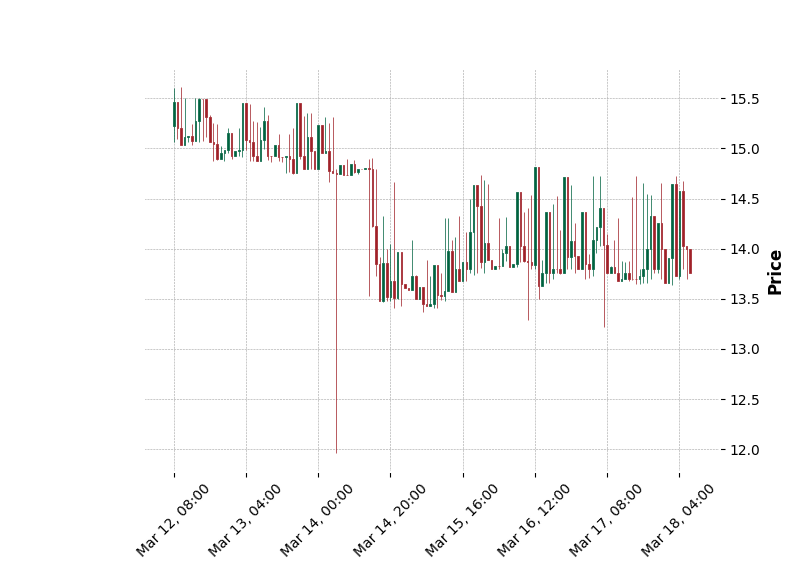 15.5
15.0
14.5
14.0
13.5
13.0
12.5
12.0
Price
Mar 12, 08:00
Mar 13, 04:00
Mar 14, 00:00
Mar 14, 20:00
Mar 15, 16:00
Mar 16, 12:00
Mar 17, 08:00
Mar 18, 04:00